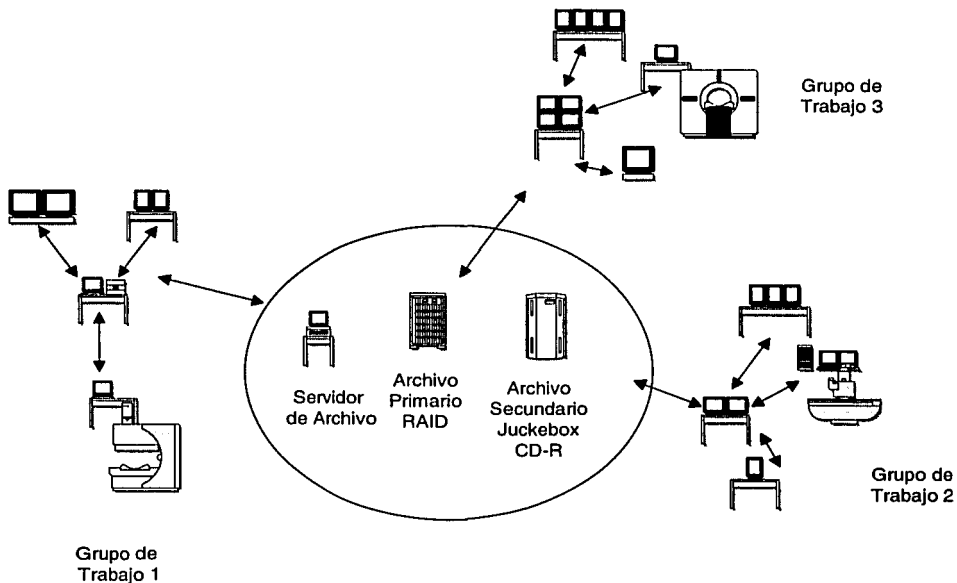 Grupo de
Trabajo 3
Servidor
de Archivo
Archivo
Primario
RAID
Archivo
Secundario
Juckebox
CD-R
Grupo de
Trabajo 2
Grupo de
Trabajo 1